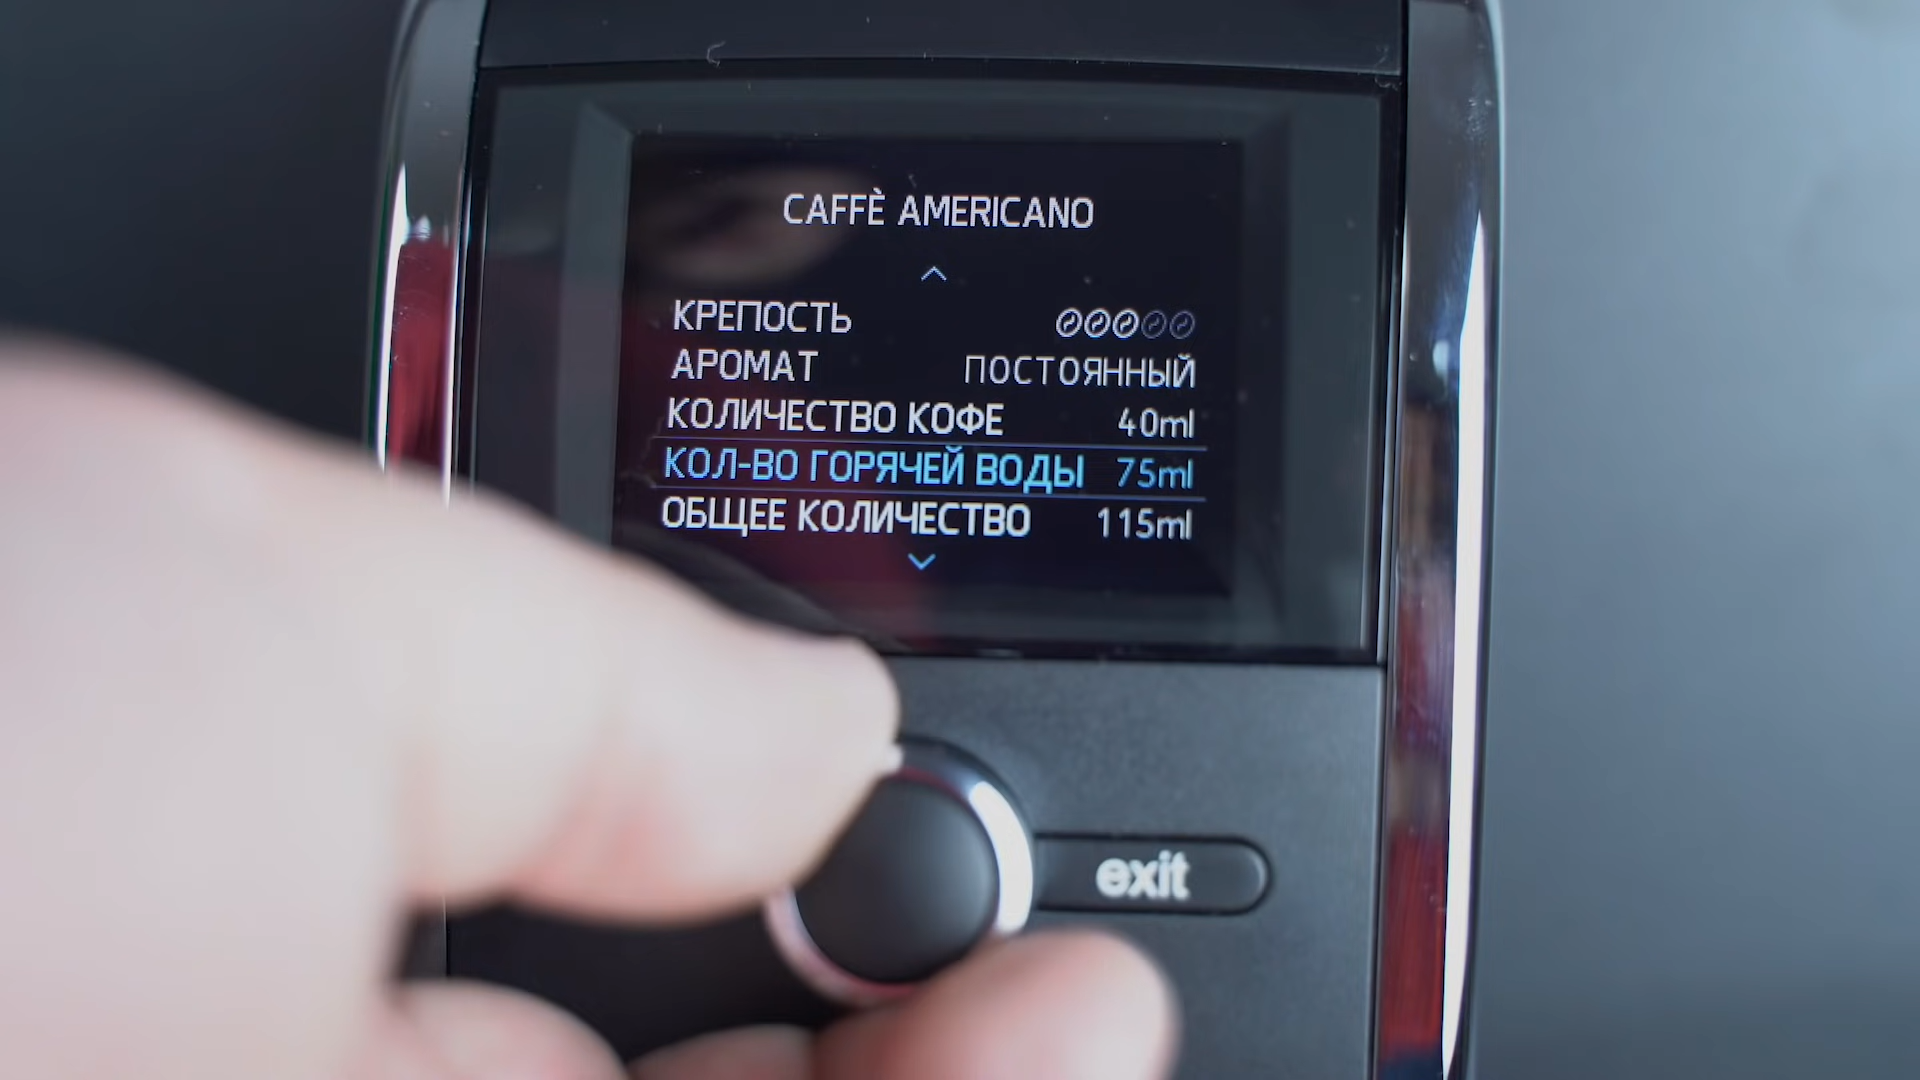 CAFFÈ AMERICANO
КРЕПОСТЬ
АРОМАТ ПОСТОЯННЫЙ
КОЛИЧЕСТВО КОФЕ 40ml
КОЛ-ВО ГОРЯЧЕЙ ВОДЫ 75ml
ОБЩЕЕ КОЛИЧЕСТВО 115ml
exit